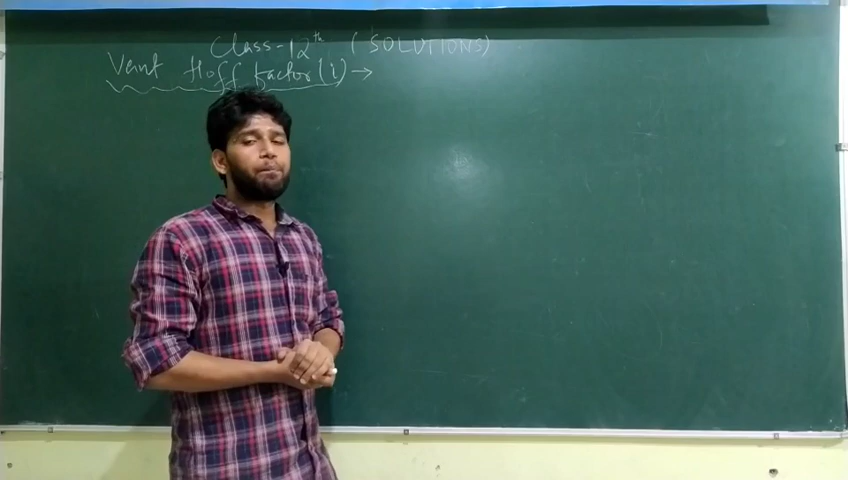 Class-12th (SOLUTIONS)
Vant Hoff factor (i) →